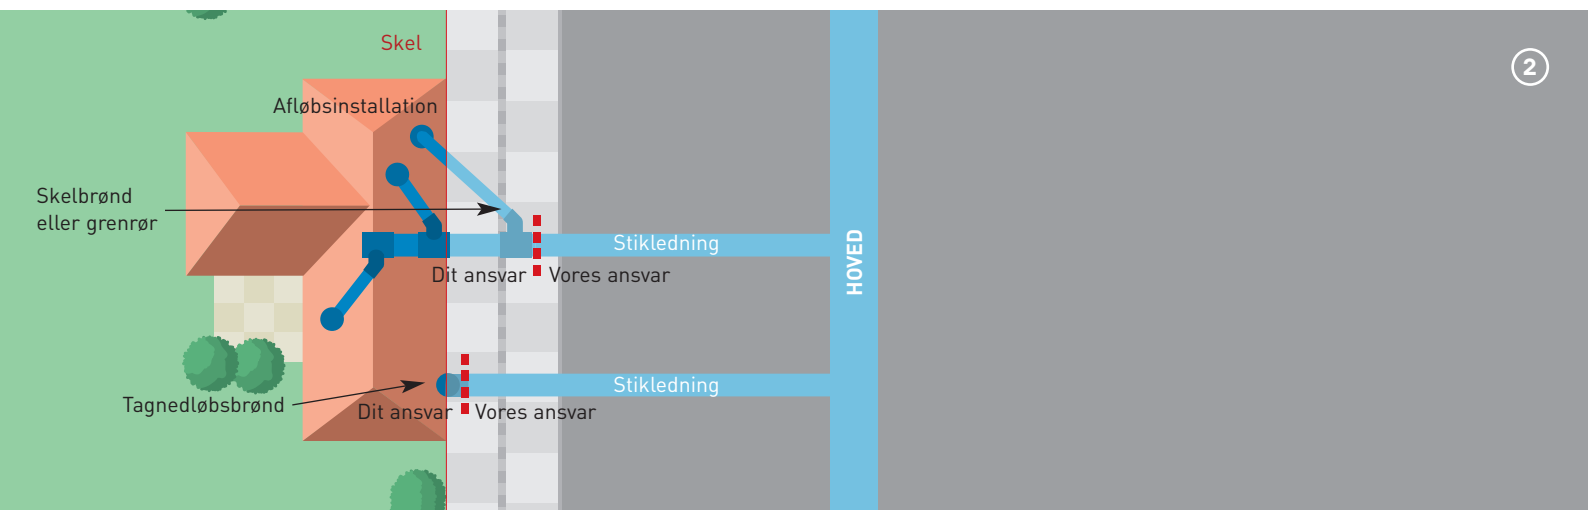 Skel
2
Afløbsinstallation
Skelbrønd
eller grenrør
Stikledning
HOVED
Dit ansvar
Vores ansvar
Stikledning
Tagnedløbsbrønd
Dit ansvar
Vores ansvar